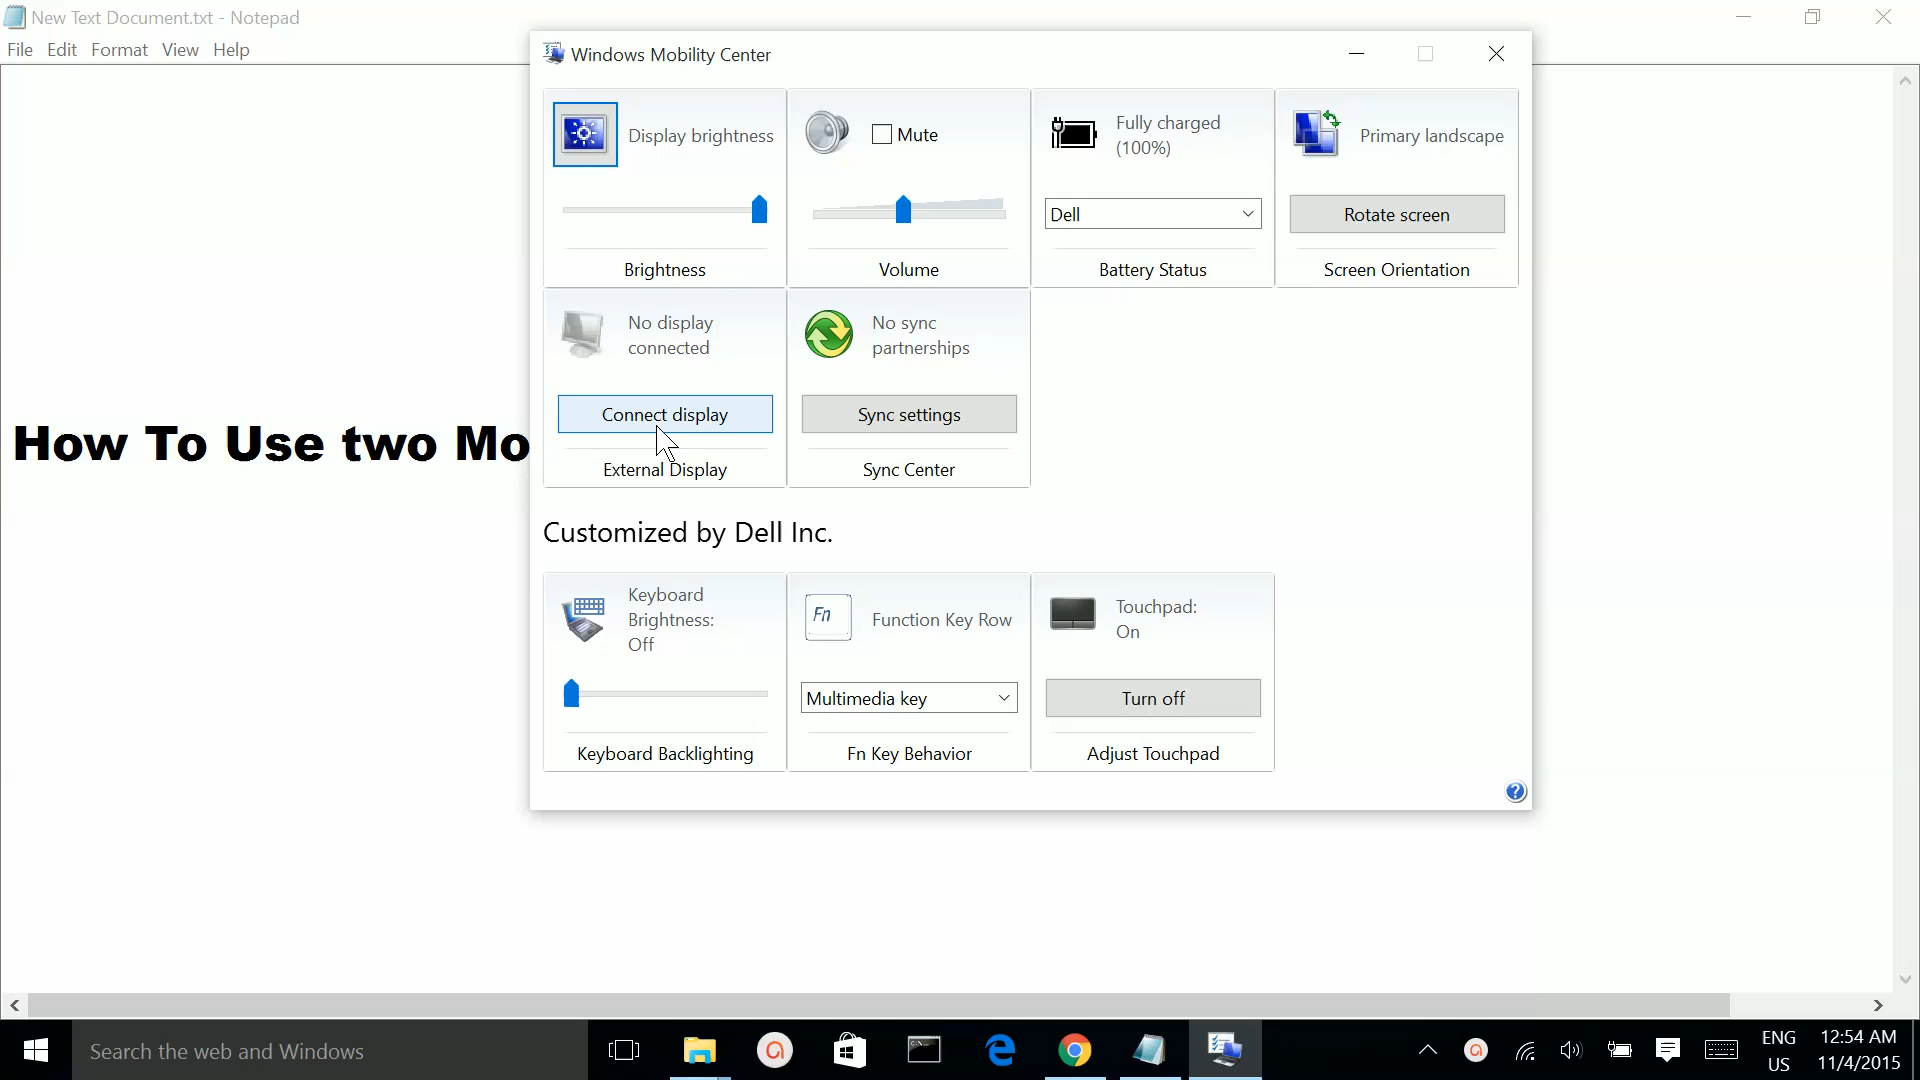 New Text Document.txt - Notepad
File Edit Format View Help
How To Use two Mo
Windows Mobility Center
Display brightness
Brightness
Mute
Volume
Fully charged
(100%)
Dell
Battery Status
Primary landscape
Rotate screen
Screen Orientation
No display
connected
Connect display
External Display
No sync
partnerships
Sync settings
Sync Center
Customized by Dell Inc.
Keyboard
Brightness:
Off
Keyboard Backlighting
Fn
Function Key Row
Multimedia key
Fn Key Behavior
Touchpad:
On
Turn off
Adjust Touchpad
Search the web and Windows
ENG
US
12:54 AM
11/4/2015